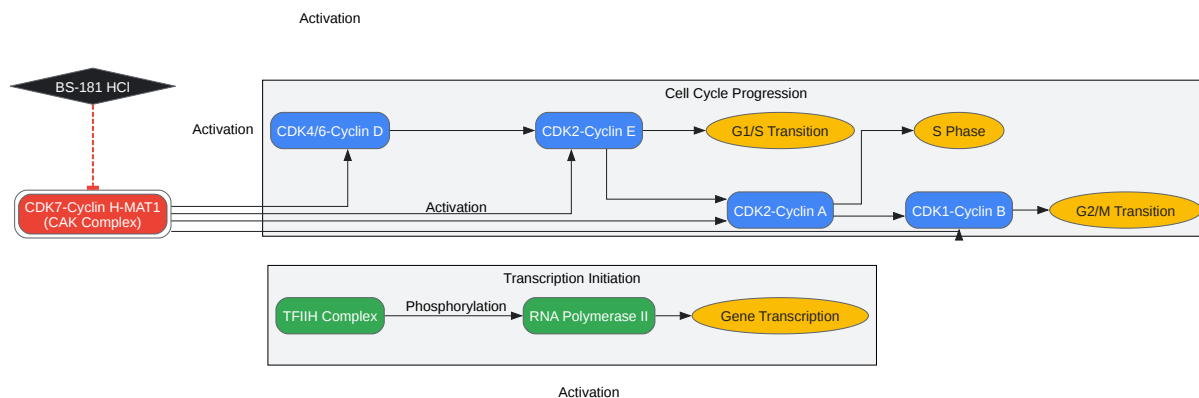 Activation
BS-181 HCl
Cell Cycle Progression
Activation
CDK4/6-Cyclin D
CDK2-Cyclin E
G1/S Transition
S Phase
CDK7-Cyclin H-MAT1
(CAK Complex)
Activation
CDK2-Cyclin A
CDK1-Cyclin B
G2/M Transition
Transcription Initiation
TFIIH Complex
Phosphorylation
RNA Polymerase II
Gene Transcription
Activation